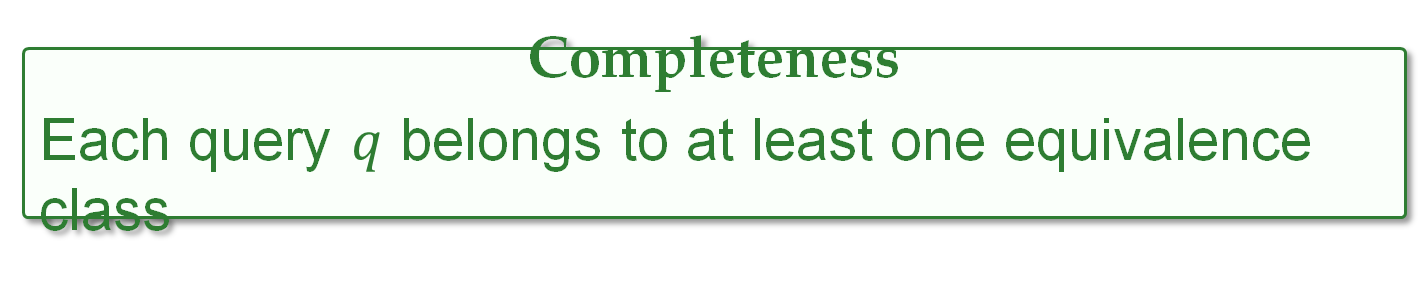 Completeness
Each query q belongs to at least one equivalence
class